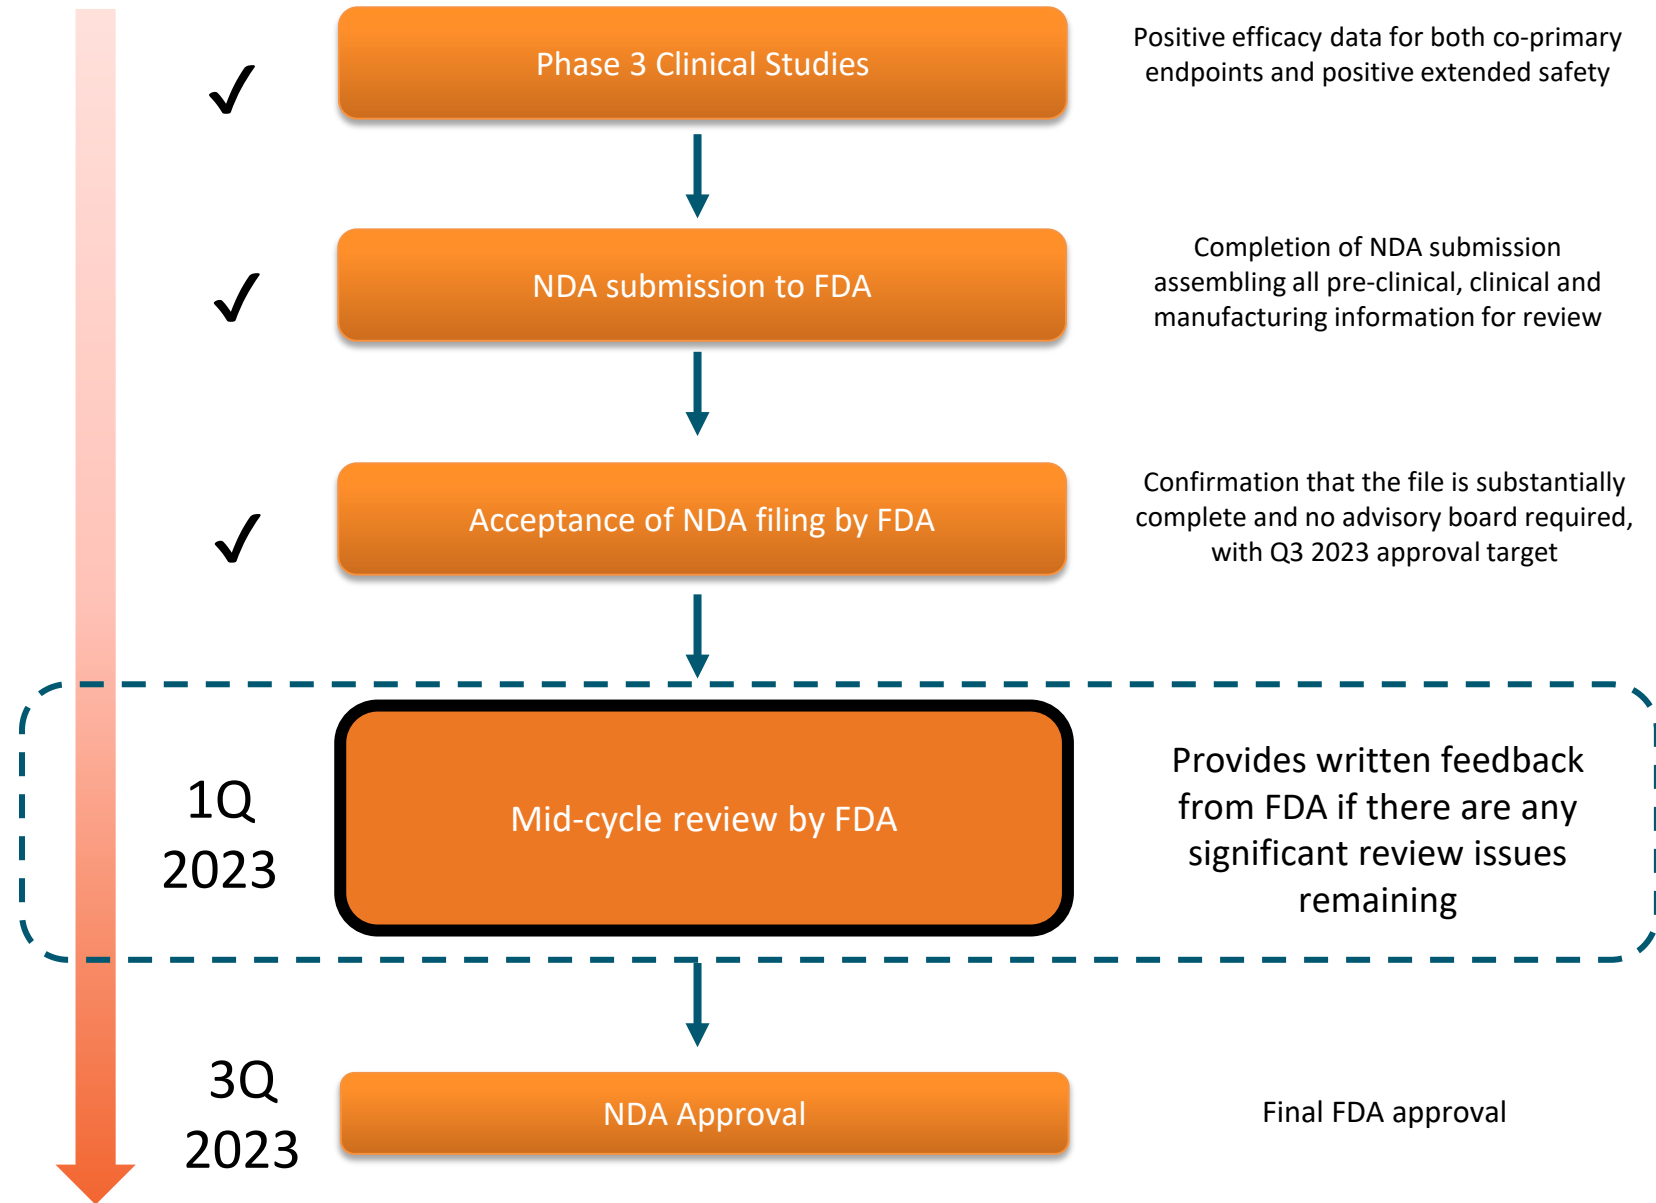 Phase 3 Clinical Studies
Positive efficacy data for both co-primary
endpoints and positive extended safety
✓
NDA submission to FDA
Completion of NDA submission
assembling all pre-clinical, clinical and
manufacturing information for review
✓
Acceptance of NDA filing by FDA
Confirmation that the file is substantially
complete and no advisory board required,
with Q3 2023 approval target
✓
1Q
2023
Mid-cycle review by FDA
Provides written feedback
from FDA if there are any
significant review issues
remaining
3Q
2023
NDA Approval
Final FDA approval